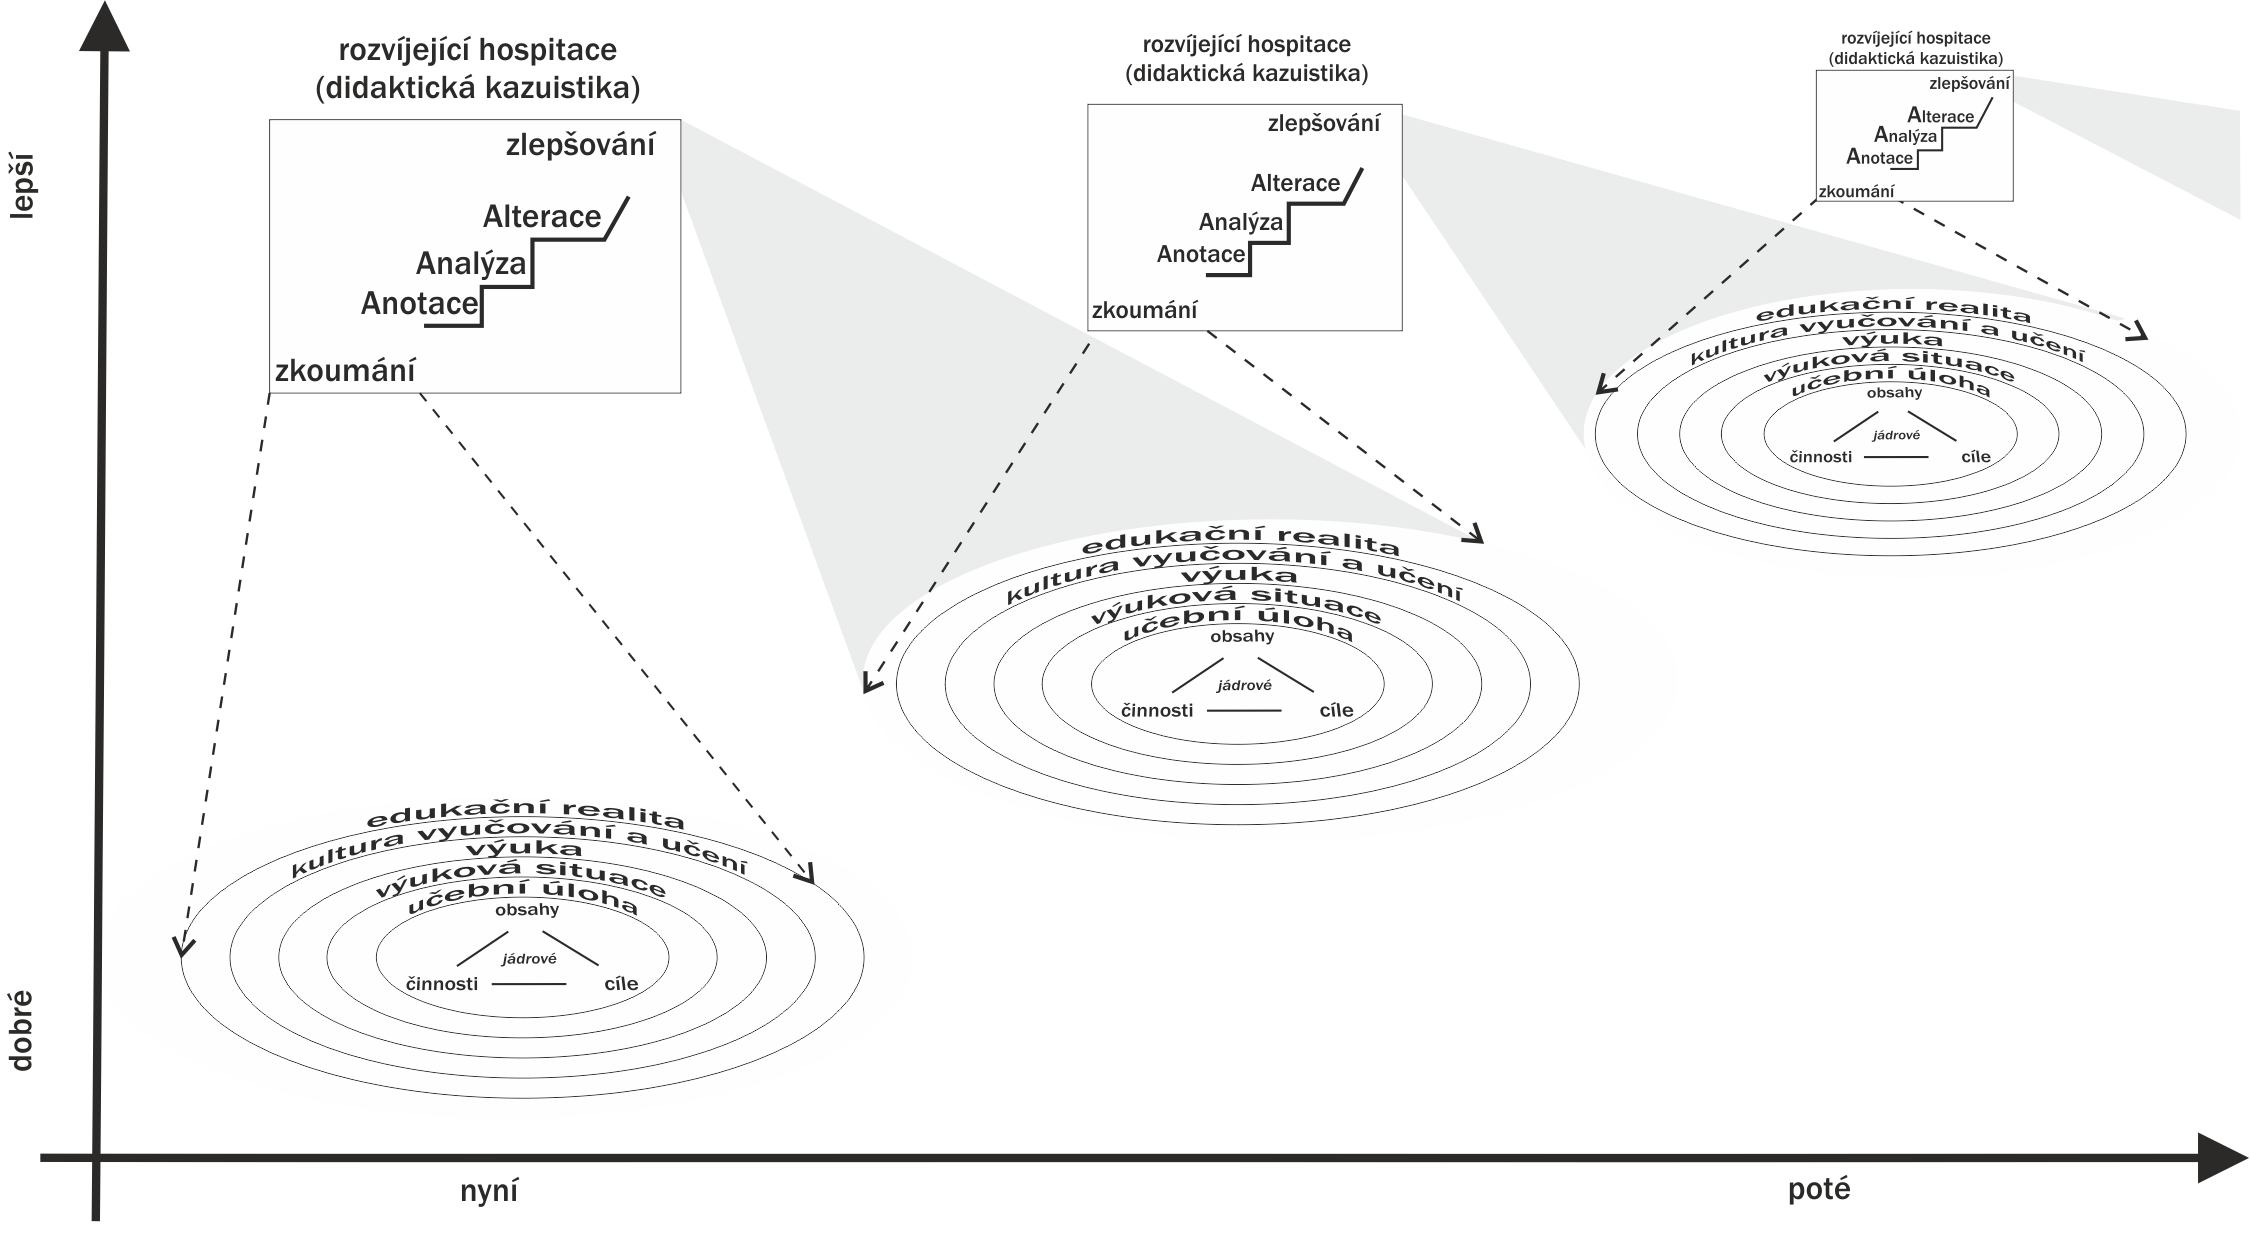 lepší
dobré
rozvíjející hospitace
(didaktická kazuistika)
zlepšování
Alterace
Analýza
Anotace
zkoumání
edukační realita
kultura vyučování a učení
výuka
výuková situace
učební úloha
obsahy
jádrové
činnosti
cíle
rozvíjející hospitace
(didaktická kazuistika)
zlepšování
Alterace
Analýza
Anotace
zkoumání
edukační realita
kultura vyučování a učení
výuka
výuková situace
učební úloha
obsahy
jádrové
činnosti
cíle
rozvíjející hospitace
(didaktická kazuistika)
zlepšování
Alterace
Analýza
Anotace
zkoumání
edukační realita
kultura vyučování a učení
výuka
výuková situace
učební úloha
obsahy
jádrové
činnosti
cíle
nyní
poté